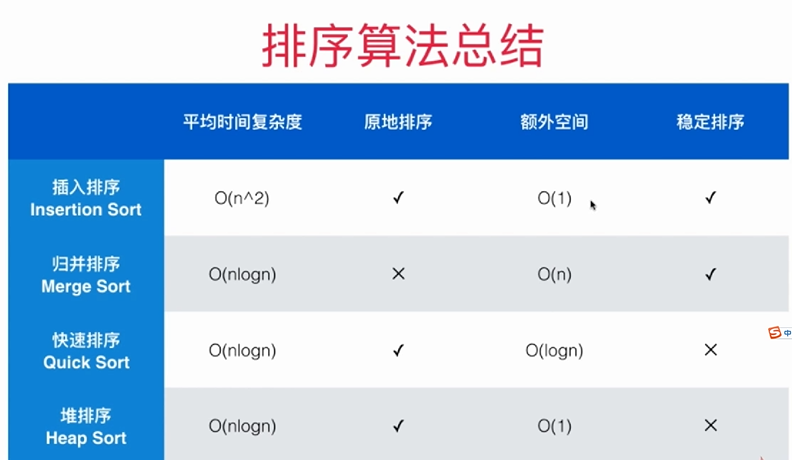 排序算法总结
平均时间复杂度 原地排序 额外空间 稳定排序
插入排序
Insertion Sort O(n^2) ✓ O(1) ✓
归并排序
Merge Sort O(nlogn) ✕ O(n) ✓
快速排序
Quick Sort O(nlogn) ✓ O(logn) ✕
堆排序
Heap Sort O(nlogn) ✓ O(1) ✕
S 中